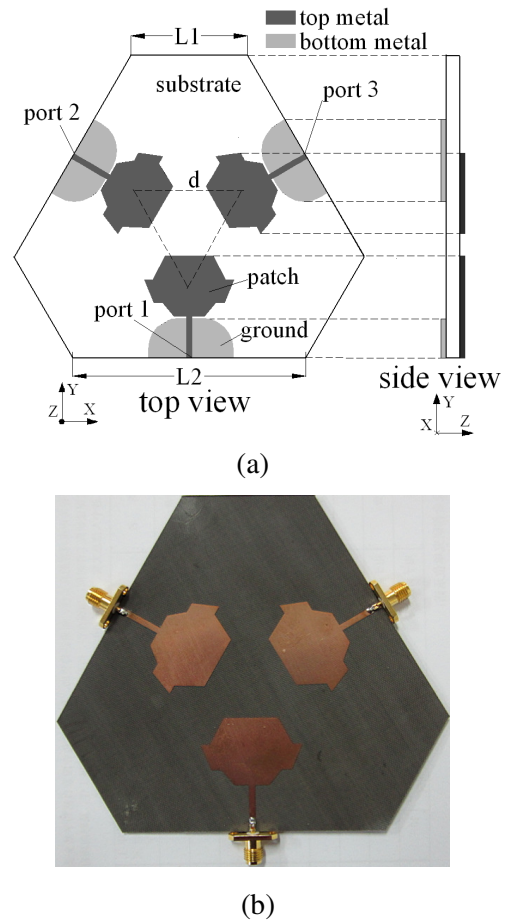 L1
top metal
bottom metal
substrate
port 2
port 3
d
patch
port 1
ground
L2
top view
side view
Y
Z
X
Y
X
Z
(a)
(b)